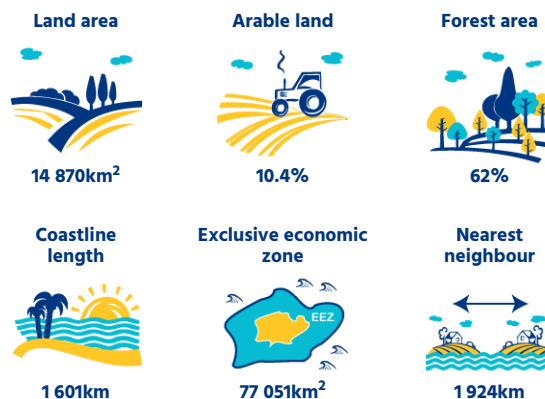 Land area
Arable land
Forest area
14 870km²
10.4%
62%
Coastline
length
Exclusive economic
zone
Nearest
neighbour
EEZ
1 601km
77 051km²
1 924km